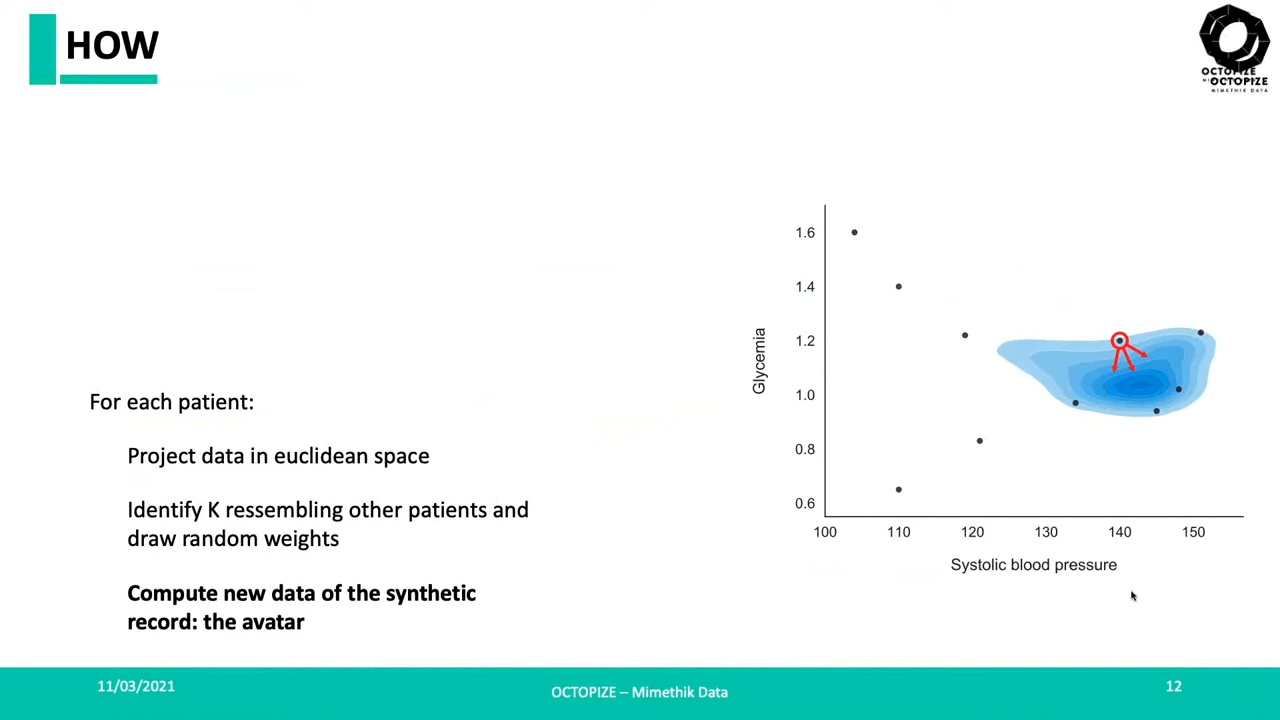 HOW
OCTOPIZE
OCTOPIZE
MIMETHIK DATA
For each patient:
Project data in euclidean space
Identify K ressembling other patients and
draw random weights
Compute new data of the synthetic
record: the avatar
Glycemia
1.6
1.4
1.2
1.0
0.8
0.6
100 110 120 130 140 150
Systolic blood pressure
11/03/2021
OCTOPIZE – Mimethik Data
12